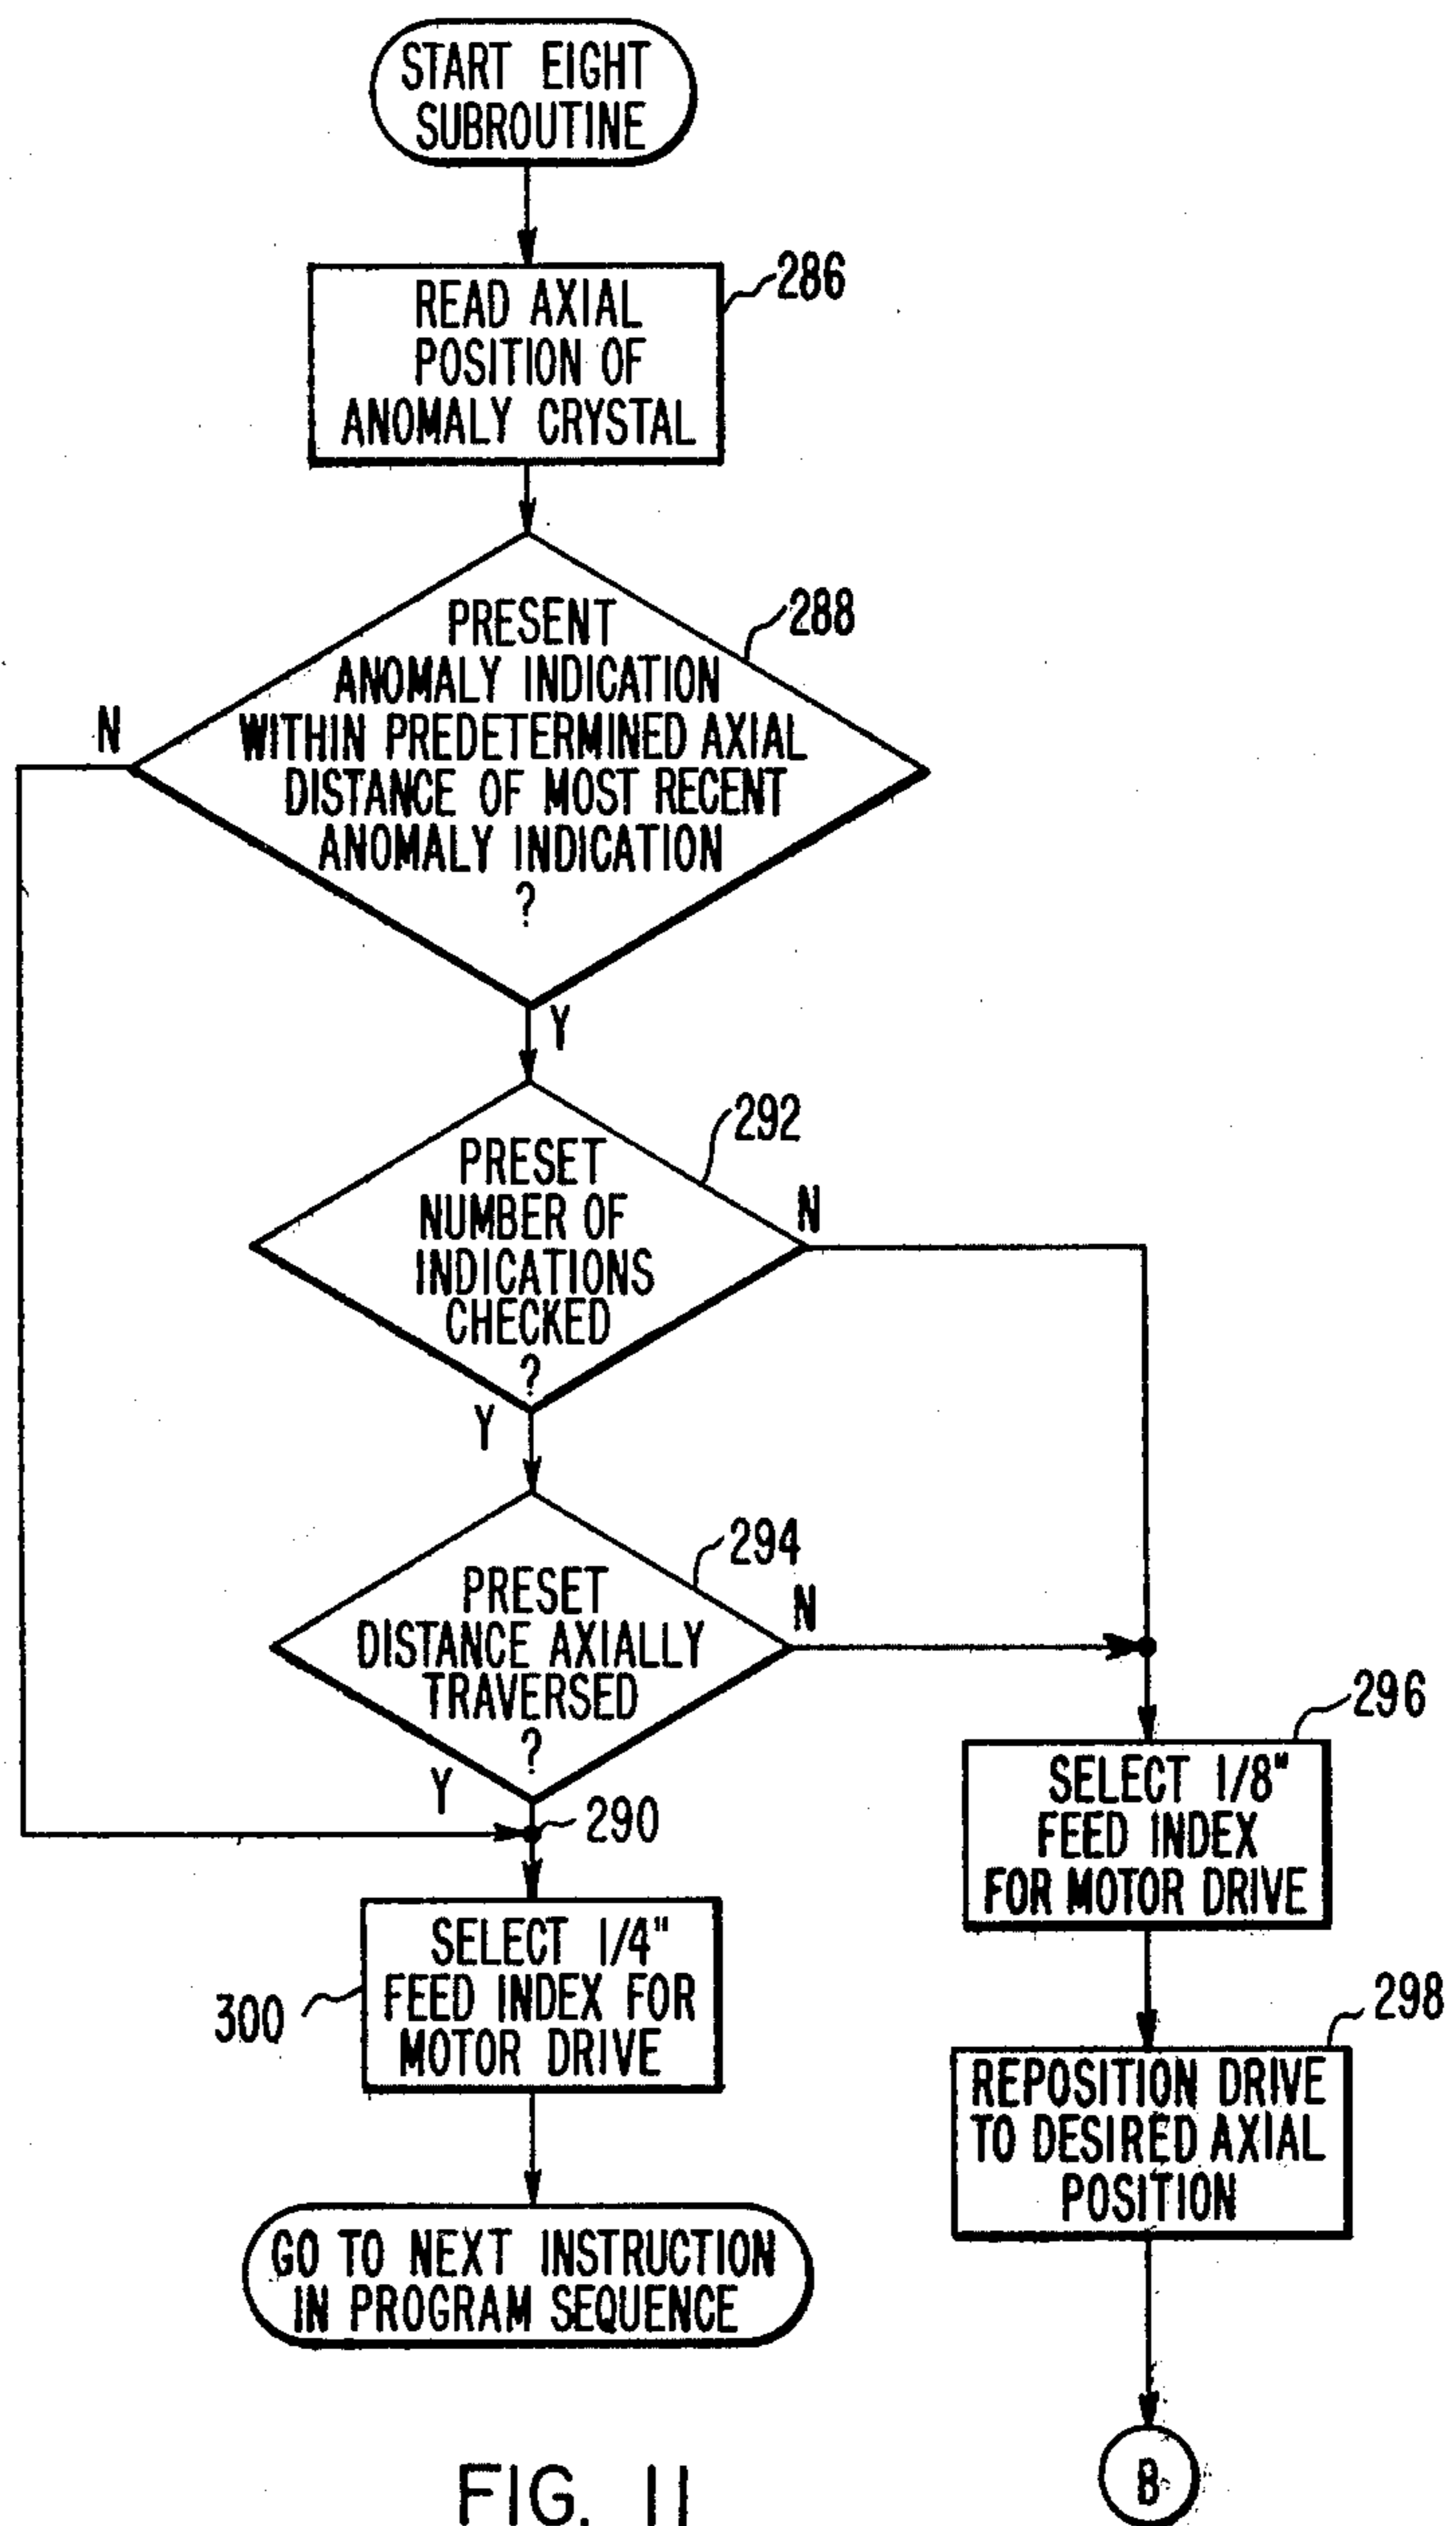 START EIGHT
SUBROUTINE
286
READ AXIAL
POSITION OF
ANOMALY CRYSTAL
288
PRESENT
ANOMALY INDICATION
WITHIN PREDETERMINED AXIAL
DISTANCE OF MOST RECENT
ANOMALY INDICATION
?
N
Y
292
PRESET
NUMBER OF
INDICATIONS
CHECKED
?
N
Y
294
PRESET
DISTANCE AXIALLY
TRAVERSED
?
N
Y
290
296
SELECT 1/8"
FEED INDEX
FOR MOTOR DRIVE
300
SELECT 1/4"
FEED INDEX FOR
MOTOR DRIVE
298
REPOSITION DRIVE
TO DESIRED AXIAL
POSITION
GO TO NEXT INSTRUCTION
IN PROGRAM SEQUENCE
B
FIG. 11